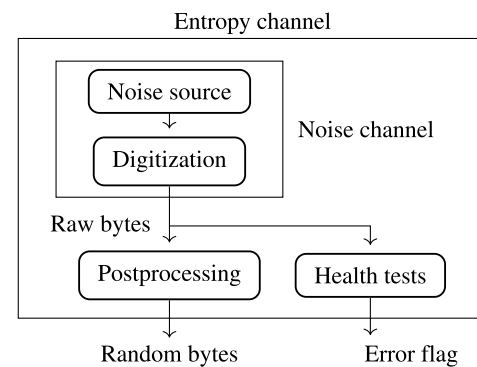 Entropy channel
Noise source
Noise channel
Digitization
Raw bytes
Postprocessing
Health tests
Random bytes
Error flag